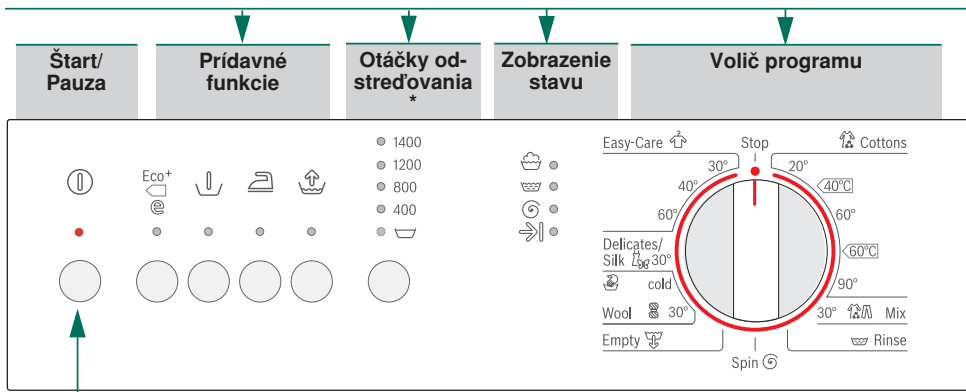 Štart/
Pauza
Prídavné
funkcie
Otáčky od-
streďovania
*
Zobrazenie
stavu
Volič programu
1400
1200
800
400
Eco+
e
Easy-Care
Stop
Cottons
30°
20°
40°
40°C
60°
60°
Delicates/
Silk
30°
60°C
cold
90°
Wool
30°
30°
Mix
Empty
Rinse
Spin